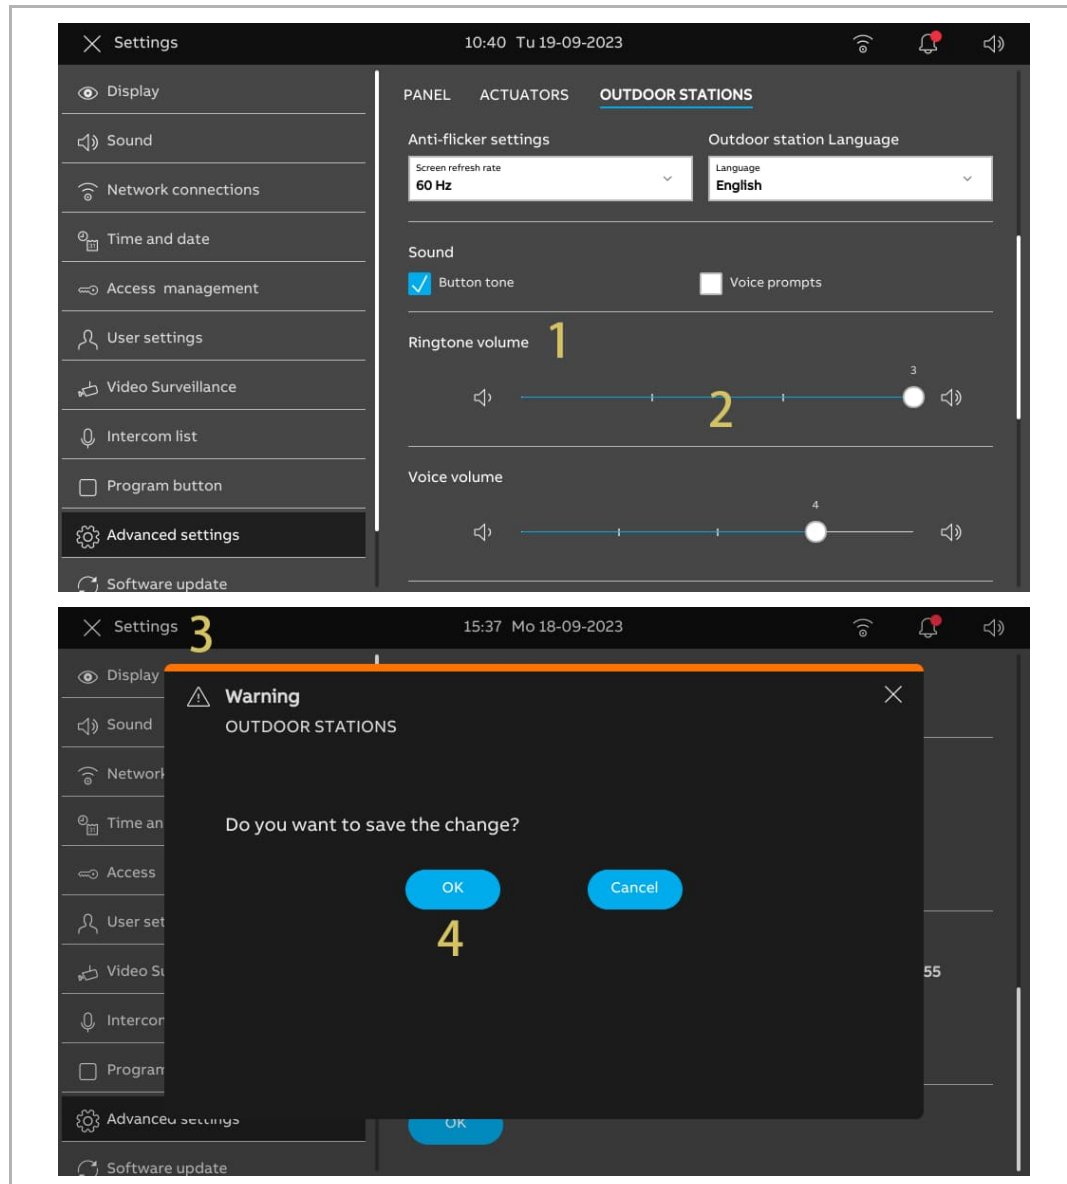 Settings
10:40 Tu 19-09-2023
Display
Sound
Network connections
31
Time and date
Access management
User settings
Video Surveillance
Intercom list
Program button
Advanced settings
Software update
PANEL ACTUATORS OUTDOOR STATIONS
Anti-flicker settings
Outdoor station Language
Screen refresh rate
60 Hz
Language
English
Sound
Button tone
Voice prompts
Ringtone volume
1
3
2
Voice volume
4
Settings
3
15:37 Mo 18-09-2023
Display
Sound
Network
31
Time an
Access
User set
Video Su
Intercom
Program
Advanced settings
Software update
Warning
OUTDOOR STATIONS
Do you want to save the change?
OK
Cancel
4
55
OK